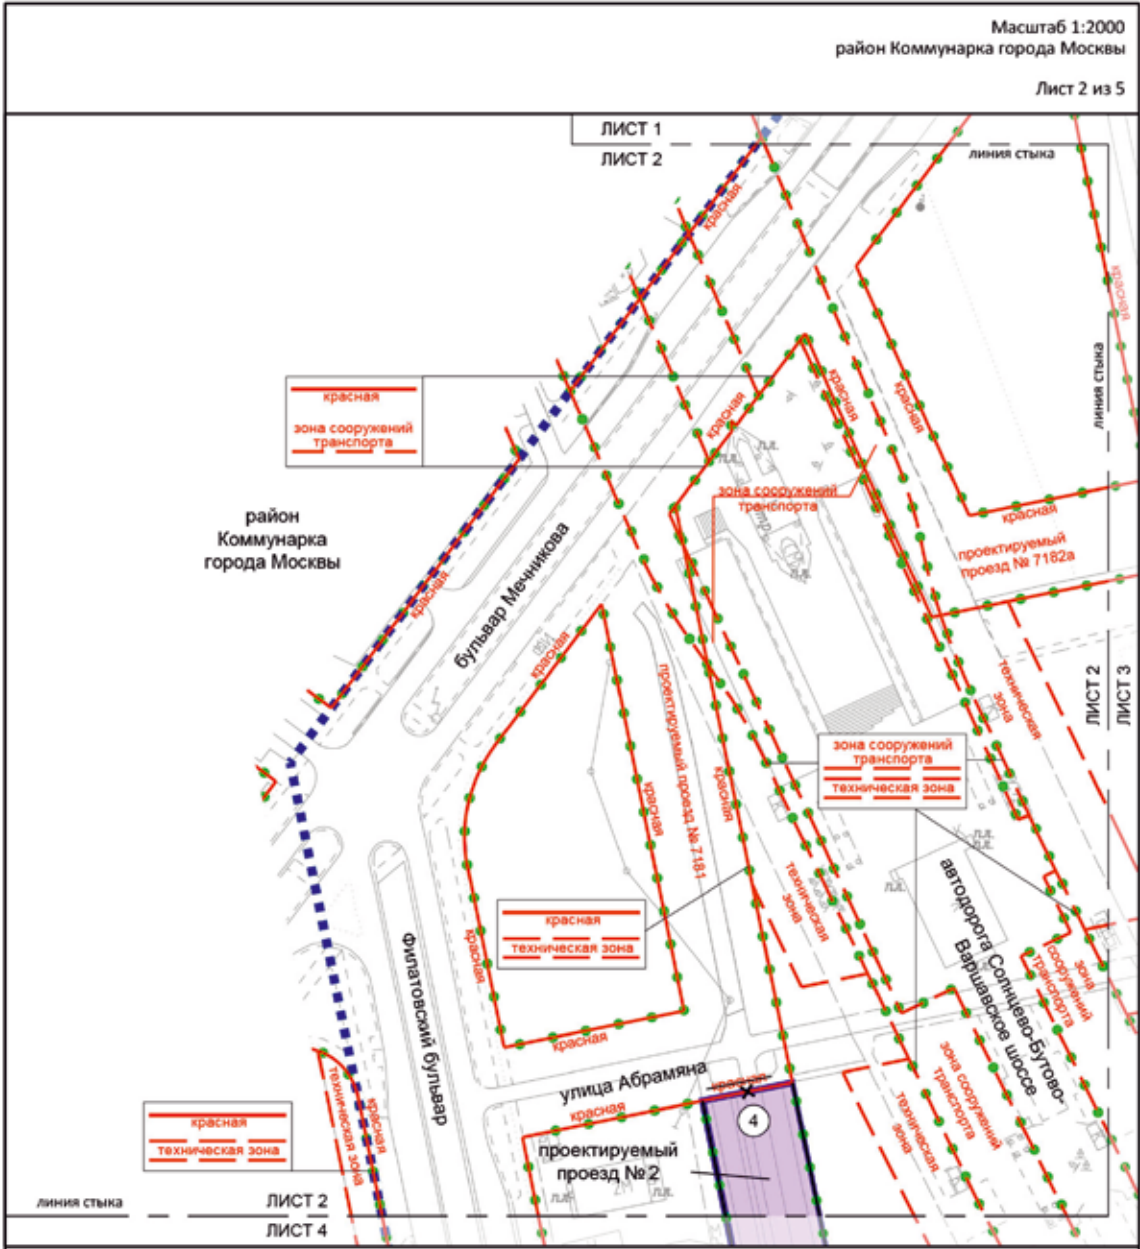 Масштаб 1:2000
район Коммунарка города Москвы
Лист 2 из 5
ЛИСТ 1
ЛИСТ 2
линия стыка
красная
красная
линия стыка
красная
зона сооружений
транспорта
красная
красная
красная
л.л.
л.л.
зона сооружений
транспорта
красная
район
Коммунарка
города Москвы
проектируемый
проезд № 7182а
л.л.
бульвар Мечникова
красная
красная
проектируемый проезд № 7181
техническая
зона
ЛИСТ 2
ЛИСТ 3
зона сооружений
транспорта
техническая зона
красная
красная
л.л.
л.л.
л.л.
техническая
зона
автодорога Солнцево-Бутово-
Варшавское шоссе
красная
техническая зона
красная
Филатовский бульвар
зона
сооружений
транспорта
красная
улица Абрамяна
красная
красная
4
зона сооружений
транспорта
техническая
зона
красная
техническая зона
красная
техническая зона
проектируемый
проезд № 2
л.л.
л.л.
линия стыка
ЛИСТ 2
ЛИСТ 4